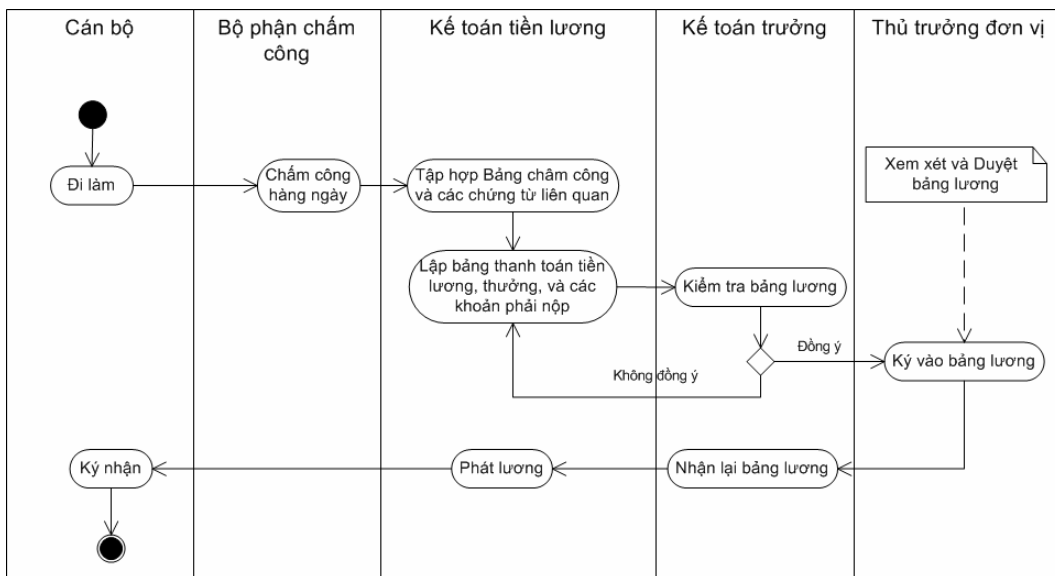 Cán bộ
Bộ phận chấm
công
Kế toán tiền lương
Kế toán trưởng
Thủ trưởng đơn vị
Đi làm
Chấm công
hàng ngày
Tập hợp Bảng châm công
và các chứng từ liên quan
Xem xét và Duyệt
bảng lương
Lập bảng thanh toán tiền
lương, thưởng, và các
khoản phải nộp
Kiểm tra bảng lương
Đồng ý
Không đồng ý
Ký vào bảng lương
Ký nhận
Phát lương
Nhận lại bảng lương